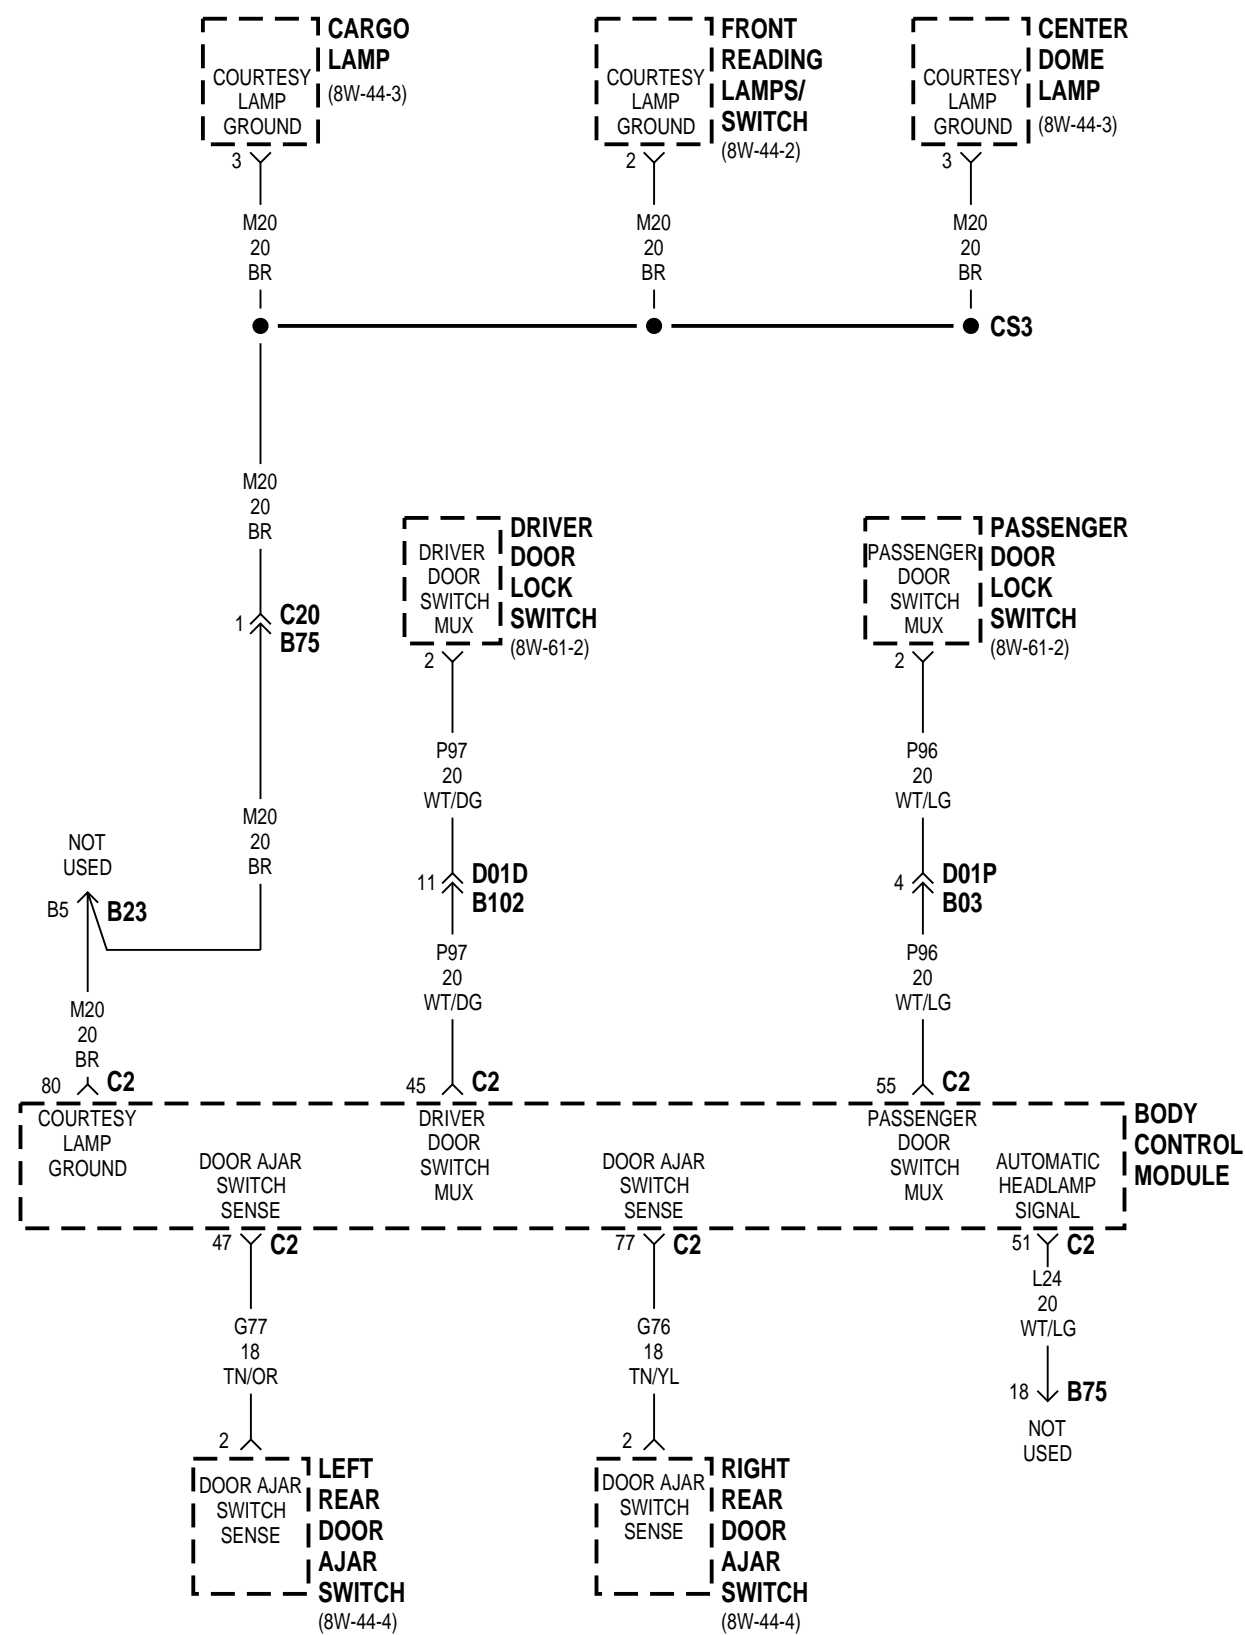 CARGO
LAMP
(8W-44-3)
COURTESY
LAMP
GROUND
3
FRONT
READING
LAMPS/
SWITCH
(8W-44-2)
COURTESY
LAMP
GROUND
2
CENTER
DOME
LAMP
(8W-44-3)
COURTESY
LAMP
GROUND
3
M20
20
BR
M20
20
BR
M20
20
BR
CS3
M20
20
BR
1
C20
B75
DRIVER
DOOR
LOCK
SWITCH
(8W-61-2)
DRIVER
DOOR
SWITCH
MUX
2
PASSENGER
DOOR
LOCK
SWITCH
(8W-61-2)
PASSENGER
DOOR
SWITCH
MUX
2
P97
20
WT/DG
P96
20
WT/LG
M20
20
BR
NOT
USED
B5
B23
11
D01D
B102
4
D01P
B03
P97
20
WT/DG
P96
20
WT/LG
M20
20
BR
80
C2
45
C2
55
C2
BODY
CONTROL
MODULE
COURTESY
LAMP
GROUND
DRIVER
DOOR
SWITCH
MUX
PASSENGER
DOOR
SWITCH
MUX
DOOR AJAR
SWITCH
SENSE
DOOR AJAR
SWITCH
SENSE
AUTOMATIC
HEADLAMP
SIGNAL
47
C2
77
C2
51
C2
G77
18
TN/OR
G76
18
TN/YL
L24
20
WT/LG
18
B75
NOT
USED
2
2
DOOR AJAR
SWITCH
SENSE
LEFT
REAR
DOOR
AJAR
SWITCH
(8W-44-4)
DOOR AJAR
SWITCH
SENSE
RIGHT
REAR
DOOR
AJAR
SWITCH
(8W-44-4)